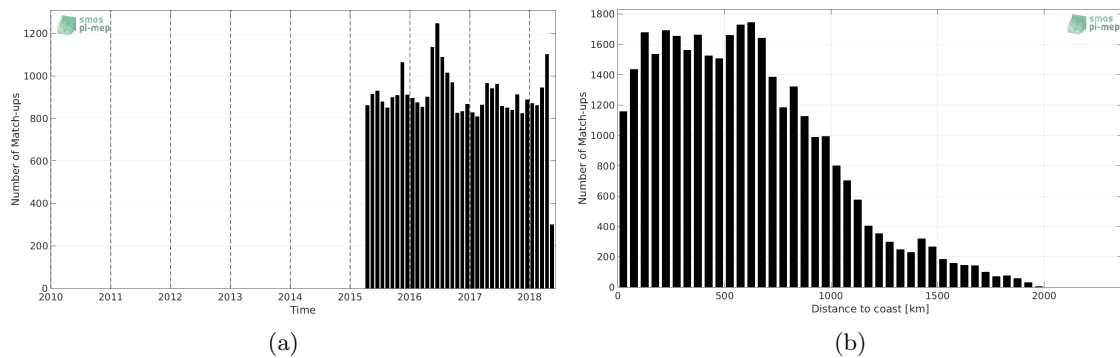 smos
pi-mep
1200
1000
800
600
400
200
0
Number of Match-ups
2010 2011 2012 2013 2014 2015 2016 2017 2018
Time
(a)
smos
pi-mep
1800
1600
1400
1200
1000
800
600
400
200
0
Number of Match-ups
0 500 1000 1500 2000
Distance to coast [km]
(b)